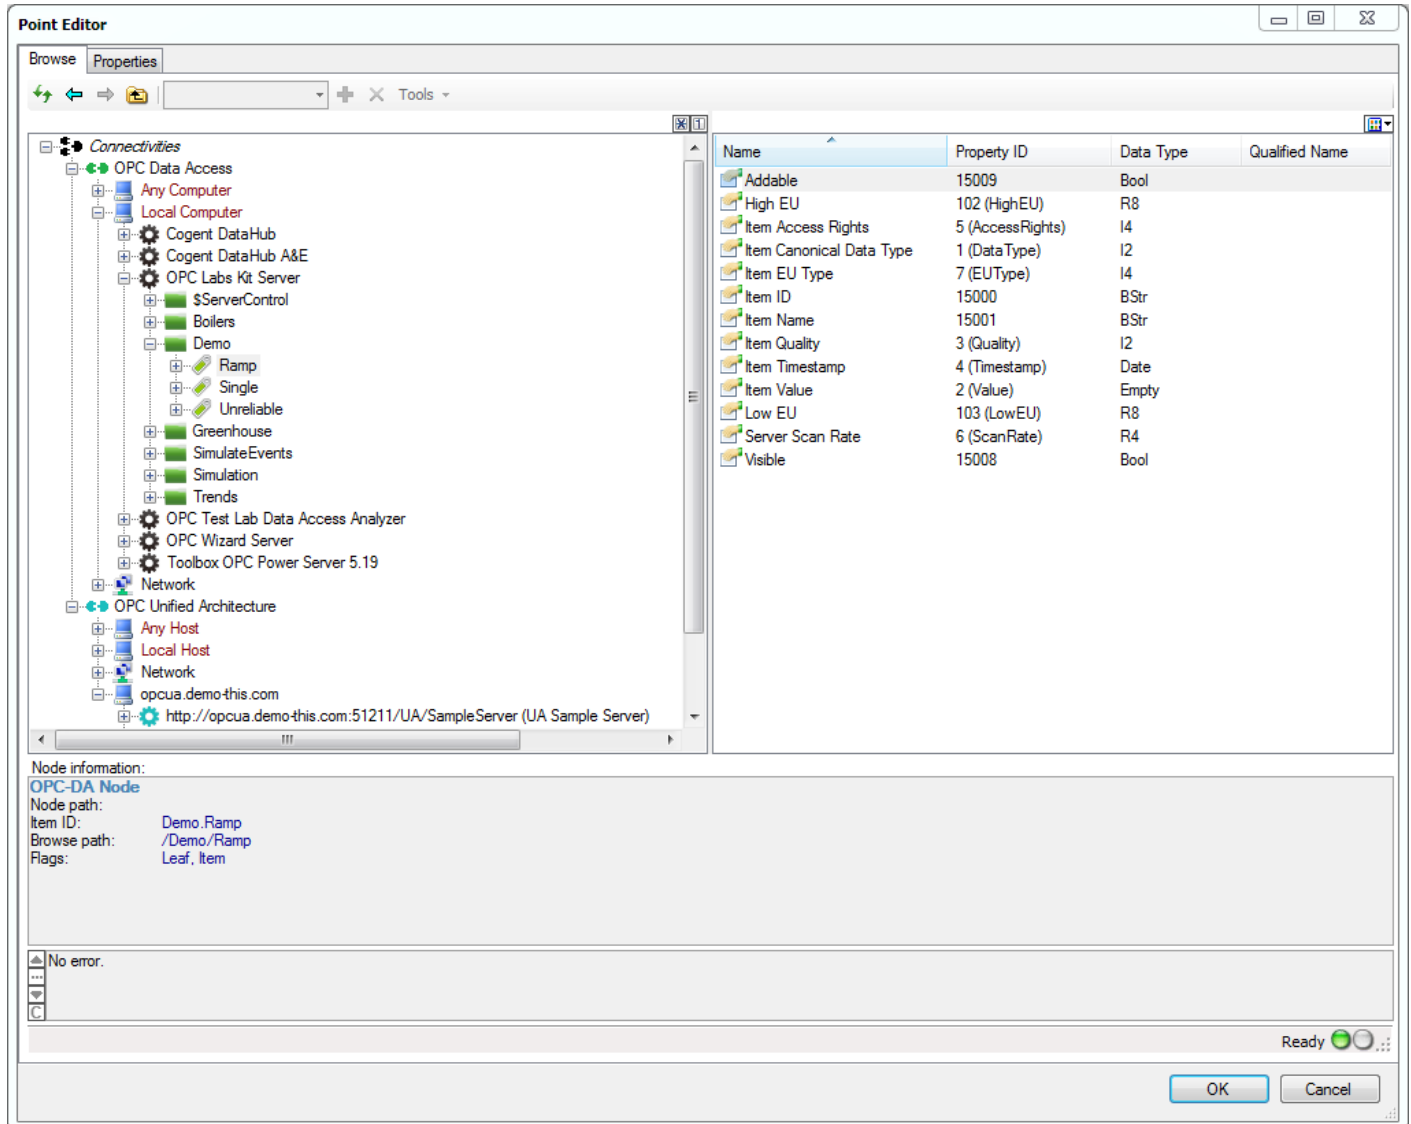 Point Editor
Browse Properties
Tools
Connectivities
OPC Data Access
Any Computer
Local Computer
Cogent DataHub
Cogent DataHub A&E
OPC Labs Kit Server
$ServerControl
Boilers
Demo
Ramp
Single
Unreliable
Greenhouse
SimulateEvents
Simulation
Trends
OPC Test Lab Data Access Analyzer
OPC Wizard Server
Toolbox OPC Power Server 5.19
Network
OPC Unified Architecture
Any Host
Local Host
Network
opcua.demo-this.com
http://opcua.demo-this.com:51211/UA/SampleServer (UA Sample Server)
Name Property ID Data Type Qualified Name
Addable 15009 Bool
High EU 102 (HighEU) R8
Item Access Rights 5 (AccessRights) I4
Item Canonical Data Type 1 (DataType) I2
Item EU Type 7 (EUType) I4
Item ID 15000 BStr
Item Name 15001 BStr
Item Quality 3 (Quality) I2
Item Timestamp 4 (Timestamp) Date
Item Value 2 (Value) Empty
Low EU 103 (LowEU) R8
Server Scan Rate 6 (ScanRate) R4
Visible 15008 Bool
Node information:
OPC-DA Node
Node path:
Item ID: Demo.Ramp
Browse path: /Demo/Ramp
Flags: Leaf, Item
No error.
C
Ready
OK Cancel